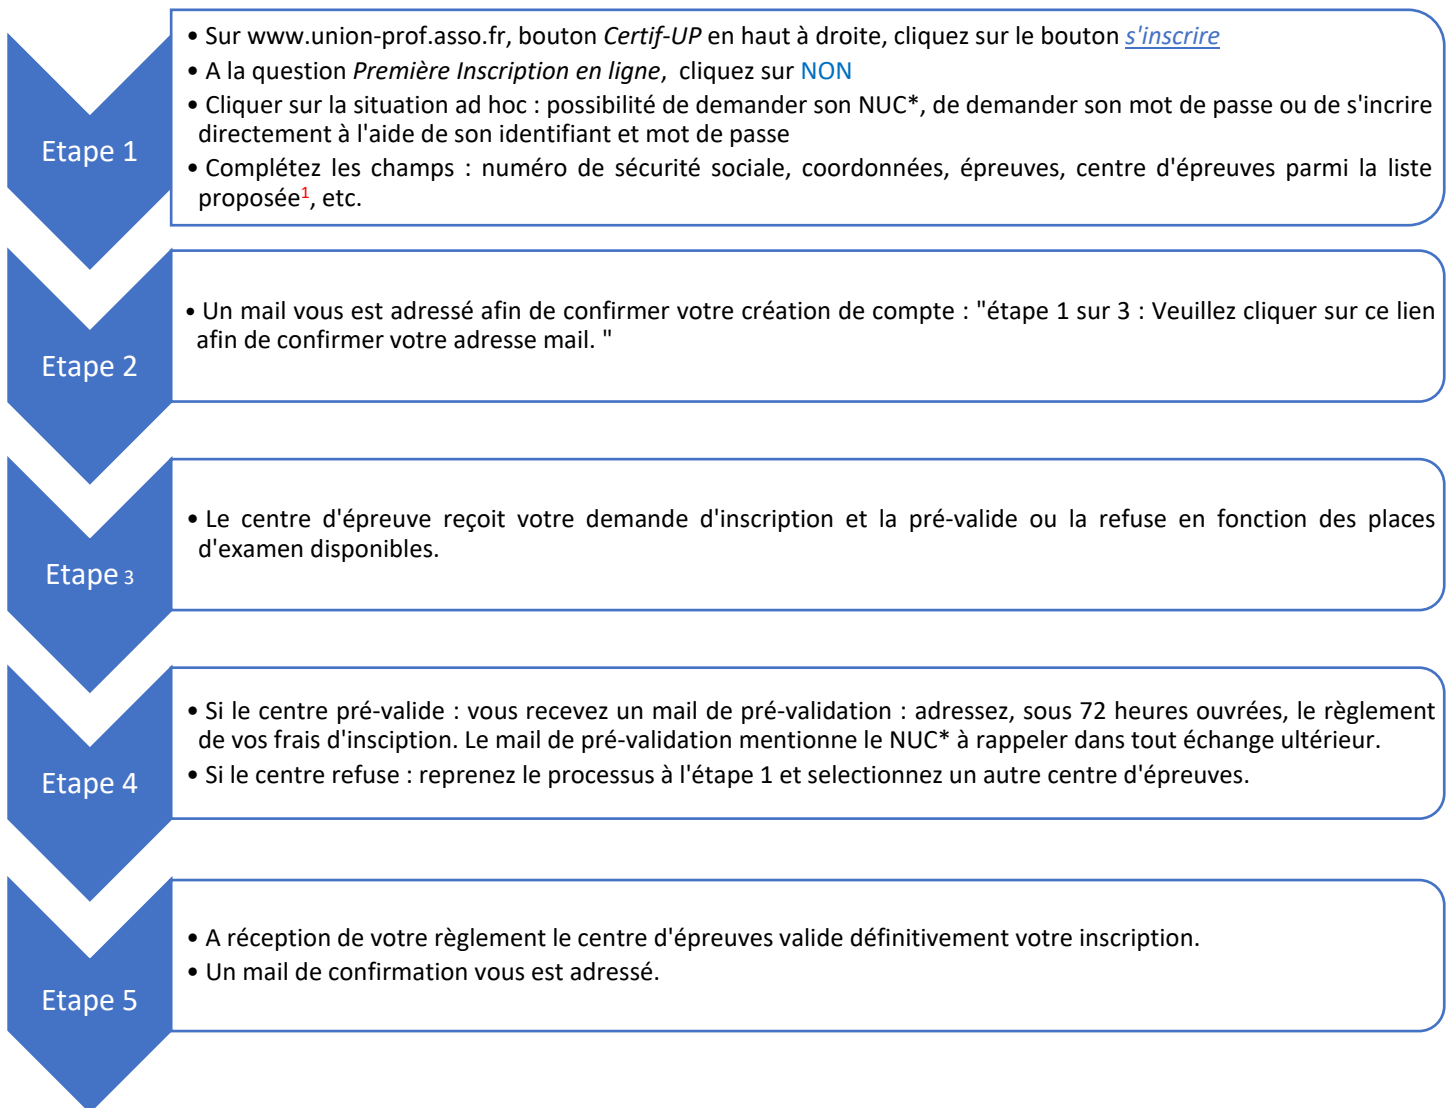 Etape 1
• Sur www.union-prof.asso.fr, bouton Certif-UP en haut à droite, cliquez sur le bouton s'inscrire
• A la question Première Inscription en ligne, cliquez sur NON
• Cliquer sur la situation ad hoc : possibilité de demander son NUC*, de demander son mot de passe ou de s'incrire
directement à l'aide de son identifiant et mot de passe
• Complétez les champs : numéro de sécurité sociale, coordonnées, épreuves, centre d'épreuves parmi la liste
proposée¹, etc.
Etape 2
• Un mail vous est adressé afin de confirmer votre création de compte : "étape 1 sur 3 : Veuillez cliquer sur ce lien
afin de confirmer votre adresse mail. "
Etape 3
• Le centre d'épreuve reçoit votre demande d'inscription et la pré-valide ou la refuse en fonction des places
d'examen disponibles.
Etape 4
• Si le centre pré-valide : vous recevez un mail de pré-validation : adressez, sous 72 heures ouvrées, le règlement
de vos frais d'insciption. Le mail de pré-validation mentionne le NUC* à rappeler dans tout échange ultérieur.
• Si le centre refuse : reprenez le processus à l'étape 1 et selectionnez un autre centre d'épreuves.
Etape 5
• A réception de votre règlement le centre d'épreuves valide définitivement votre inscription.
• Un mail de confirmation vous est adressé.